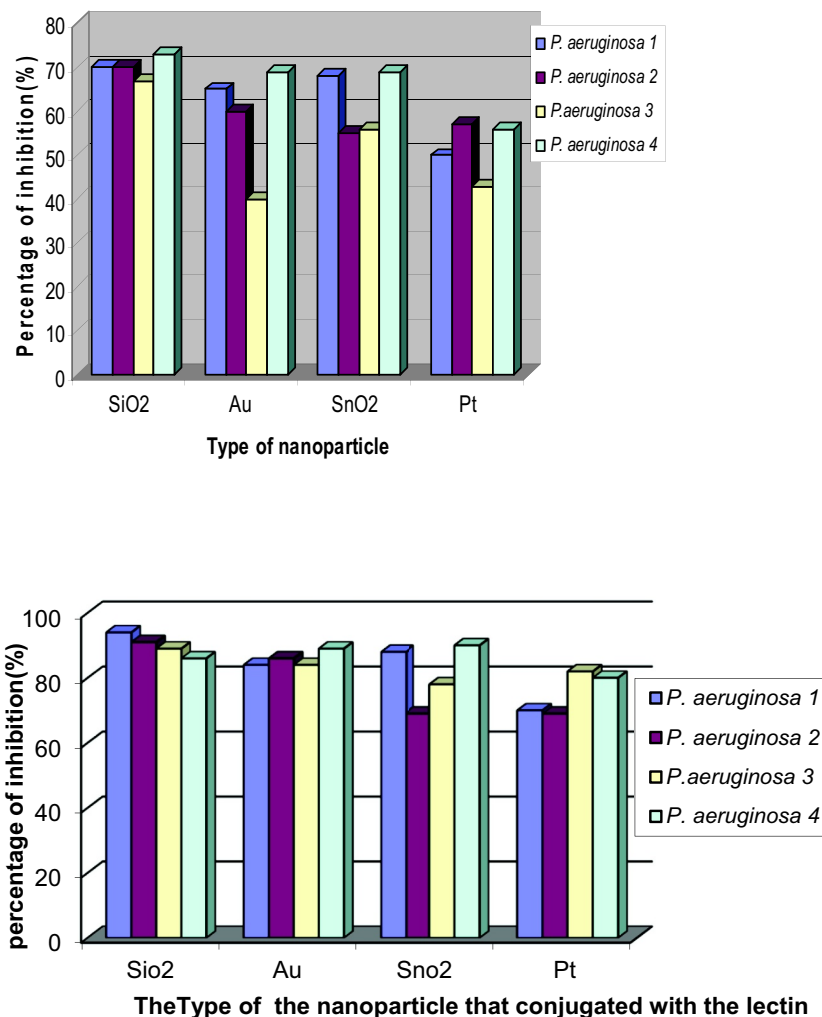 80
70
60
50
40
30
20
10
0
Percentage of inhibition(%)
SiO2 Au SnO2 Pt
Type of nanoparticle
P. aeruginosa 1
P. aeruginosa 2
P.aeruginosa 3
P. aeruginosa 4
100
80
60
40
20
0
percentage of inhibition(%)
Sio2 Au Sno2 Pt
TheType of the nanoparticle that conjugated with the lectin
P. aeruginosa 1
P. aeruginosa 2
P.aeruginosa 3
P. aeruginosa 4